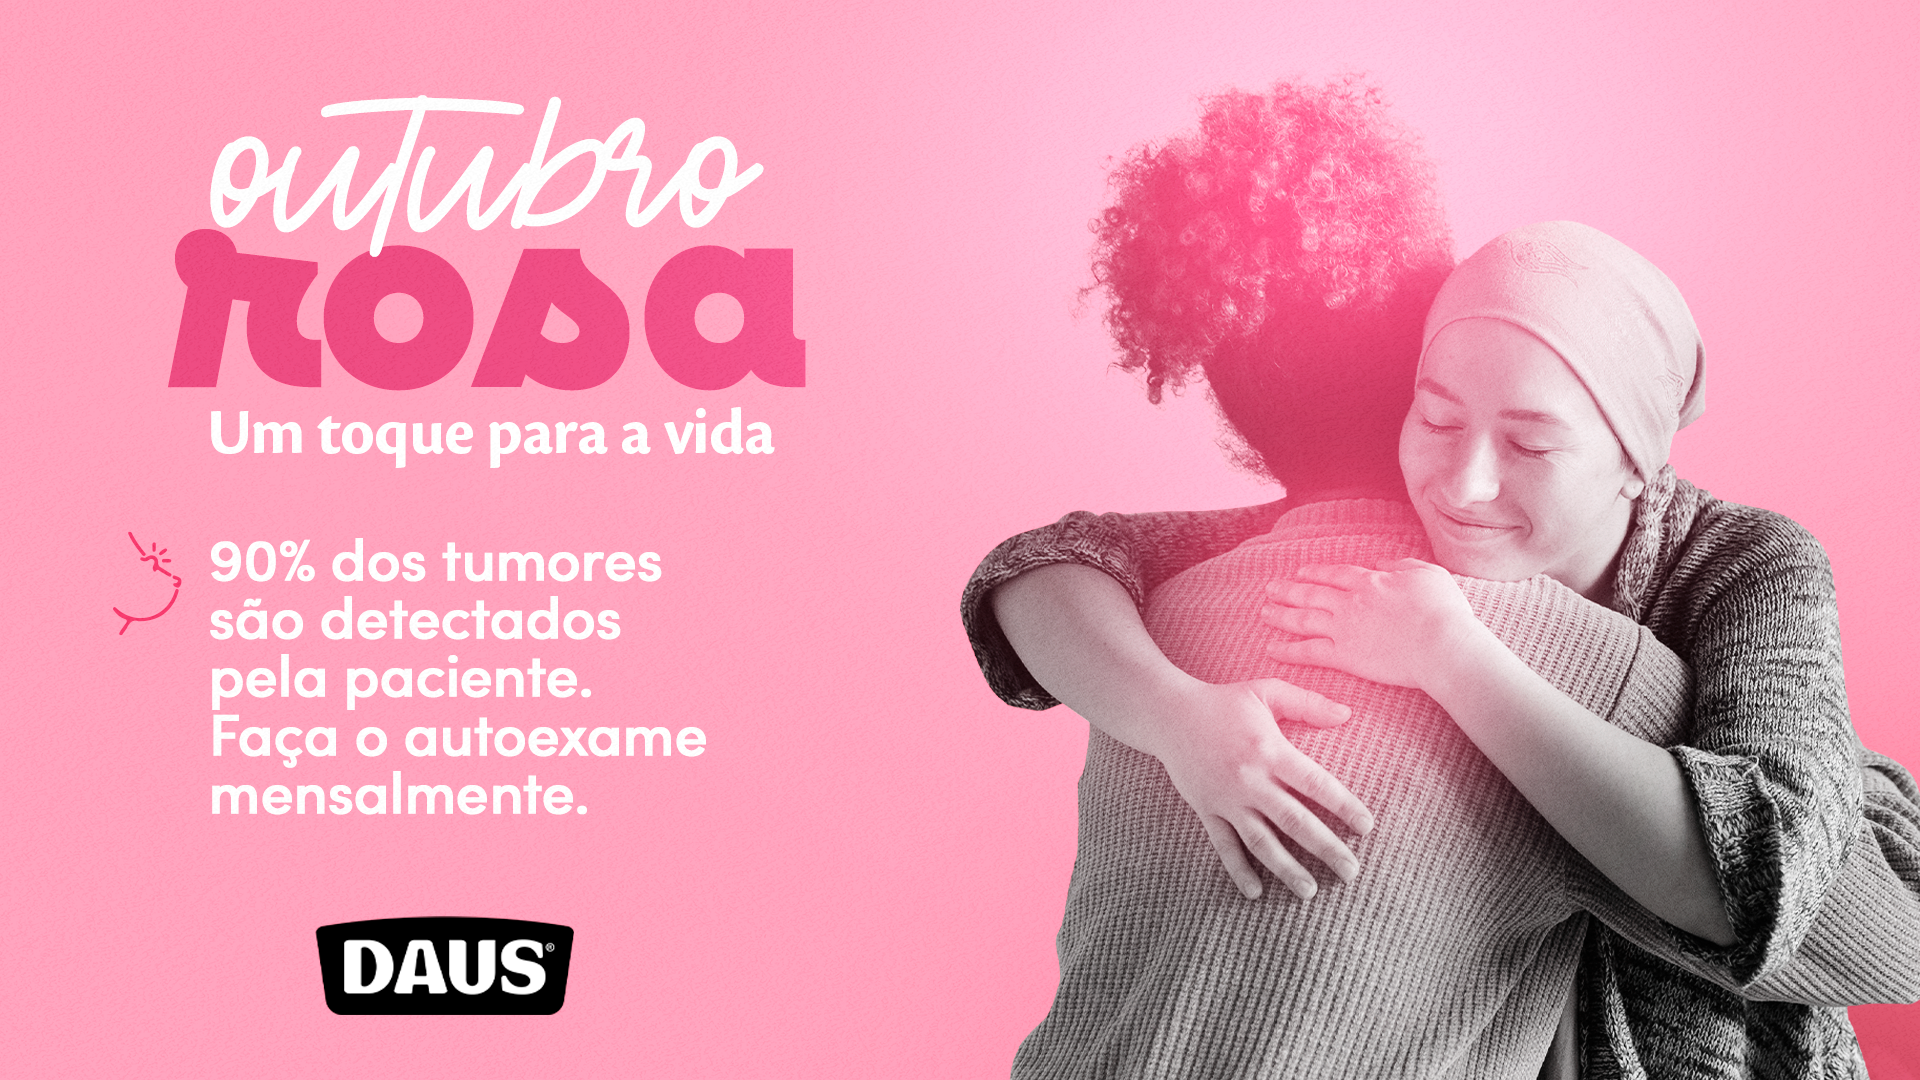 outubro
rosa
Um toque para a vida
90% dos tumores
são detectados
pela paciente.
Faça o autoexame
mensalmente.
DAUS®